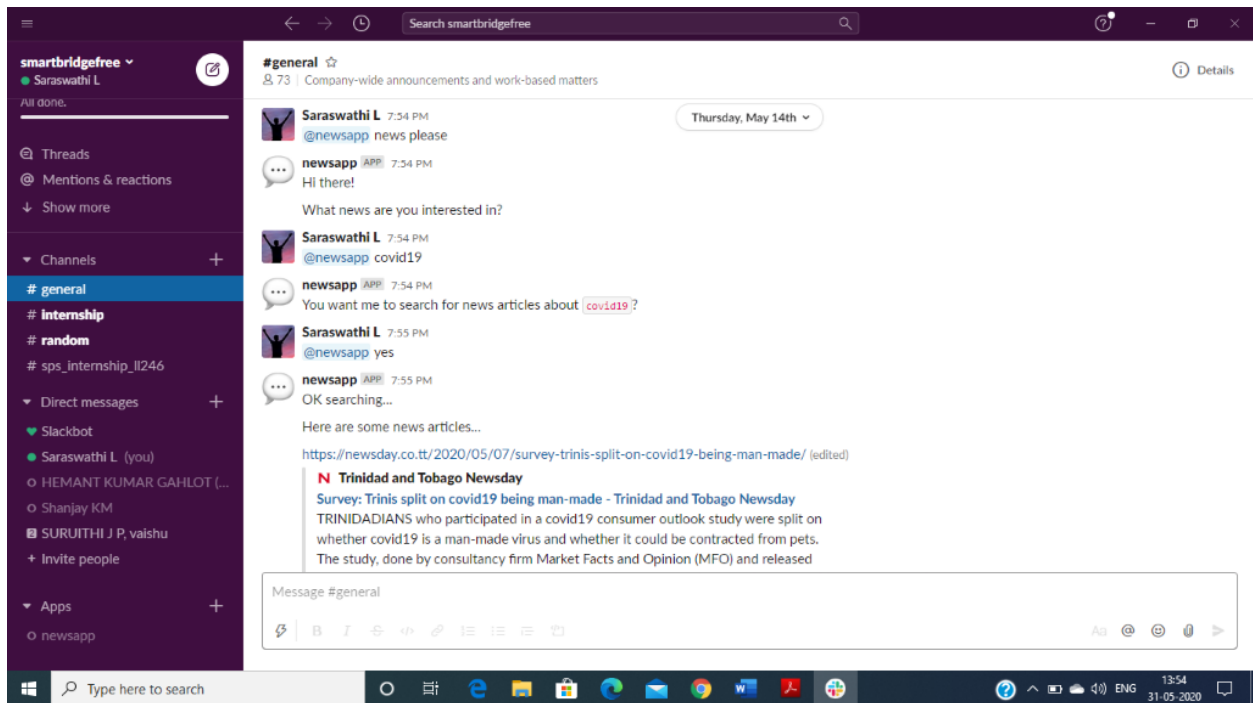 Search smartbridgefree
smartbridgefree
Saraswathi L
All done.
Threads
@ Mentions & reactions
Show more
Channels
# general
# internship
# random
# sps_internship_ll246
Direct messages
Slackbot
Saraswathi L (you)
HEMANT KUMAR GAHLOT (...
Shanjay KM
2 SURUITHI J P, vaishu
+ Invite people
Apps
newsapp
#general
73 | Company-wide announcements and work-based matters
Details
Thursday, May 14th
Saraswathi L 7:54 PM
@newsapp news please
newsapp APP 7:54 PM
Hi there!
What news are you interested in?
Saraswathi L 7:54 PM
@newsapp covid19
newsapp APP 7:54 PM
You want me to search for news articles about covid19?
Saraswathi L 7:55 PM
@newsapp yes
newsapp APP 7:55 PM
OK searching...
Here are some news articles...
https://newsday.co.tt/2020/05/07/survey-trinis-split-on-covid19-being-man-made/ (edited)
N Trinidad and Tobago Newsday
Survey: Trinis split on covid19 being man-made - Trinidad and Tobago Newsday
TRINIDADIANS who participated in a covid19 consumer outlook study were split on
whether covid19 is a man-made virus and whether it could be contracted from pets.
The study, done by consultancy firm Market Facts and Opinion (MFO) and released
Message #general
B I S
Aa @
Type here to search
ENG
13:54
31-05-2020